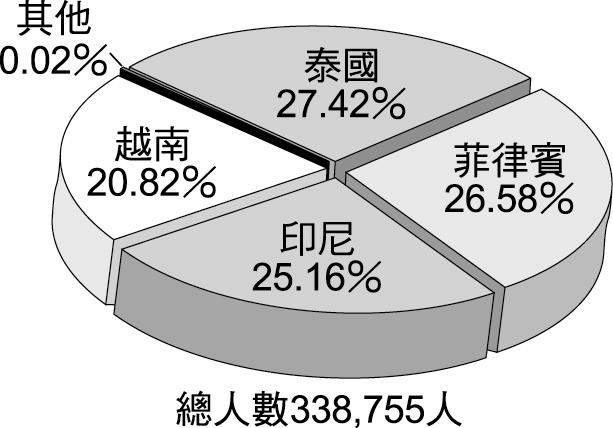 其他
0.02%
泰國
27.42%
越南
20.82%
菲律賓
26.58%
印尼
25.16%
總人數338,755人